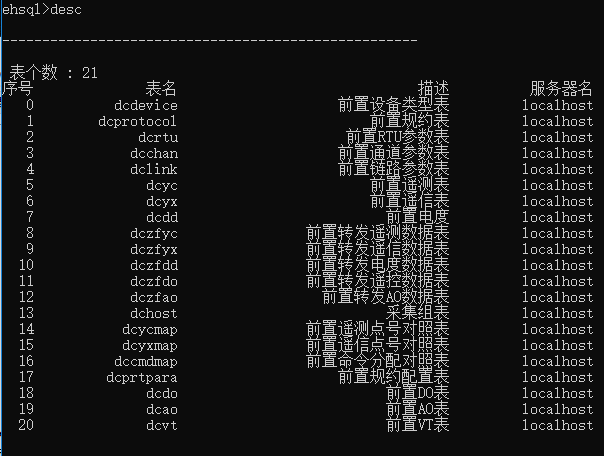 ehsql>desc
----------------------------------------------------
表个数 : 21
序号 表名 描述 服务器名
0 dcdevice 前置设备类型表 localhost
1 dcprotocol 前置规约表 localhost
2 dcrtu 前置RTU参数表 localhost
3 dcchan 前置通道参数表 localhost
4 dclink 前置链路参数表 localhost
5 dcyc 前置遥测表 localhost
6 dcyx 前置遥信表 localhost
7 dcdd 前置电度 localhost
8 dczfyc 前置转发遥测数据表 localhost
9 dczfyx 前置转发遥信数据表 localhost
10 dczfdd 前置转发电度数据表 localhost
11 dczfdo 前置转发遥控数据表 localhost
12 dczfao 前置转发AO数据表 localhost
13 dchost 采集组表 localhost
14 dcycmap 前置遥测点号对照表 localhost
15 dcyxmap 前置遥信点号对照表 localhost
16 dccmdmap 前置命令分配对照表 localhost
17 dcprtpara 前置规约配置表 localhost
18 dcdo 前置DO表 localhost
19 dcao 前置AO表 localhost
20 dcvt 前置VT表 localhost